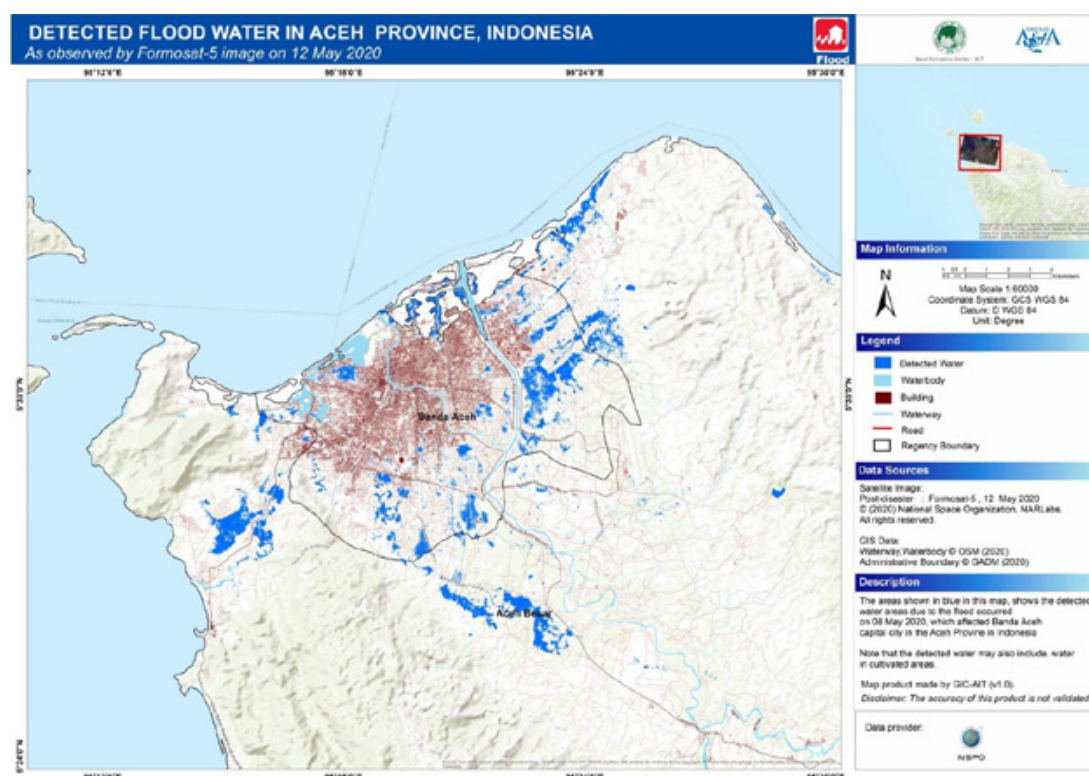 DETECTED FLOOD WATER IN ACEH PROVINCE, INDONESIA
As observed by Formosat-5 image on 12 May 2020
Flood
Banda Aceh
Aceh Besar
Map Information
N
Map Scale 1:60000
Coordinate System: GCS WGS 84
Datum: D WGS 84
Unit: Degree
Legend
Detected Water
Waterbody
Building
Waterway
Road
Regency Boundary
Data Sources
Satellite Image:
Post-disaster : Formosat-5 , 12 May 2020
© (2020) National Space Organization, NARLabs.
All rights reserved.
GIS Data:
Waterway,Waterbody © OSM (2020)
Administrative Boundary © GADM (2020)
Description
The areas shown in blue in this map, shows the detected
water areas due to the flood occurred
on 08 May 2020, which affected Banda Aceh
capital city in the Aceh Provine in Indonesia
Note that the detected water may also include, water
in cultivated areas.
Map product made by GIC-AIT (v1.0).
Disclaimer: The accuracy of this product is not validated
Data provider:
NSPO